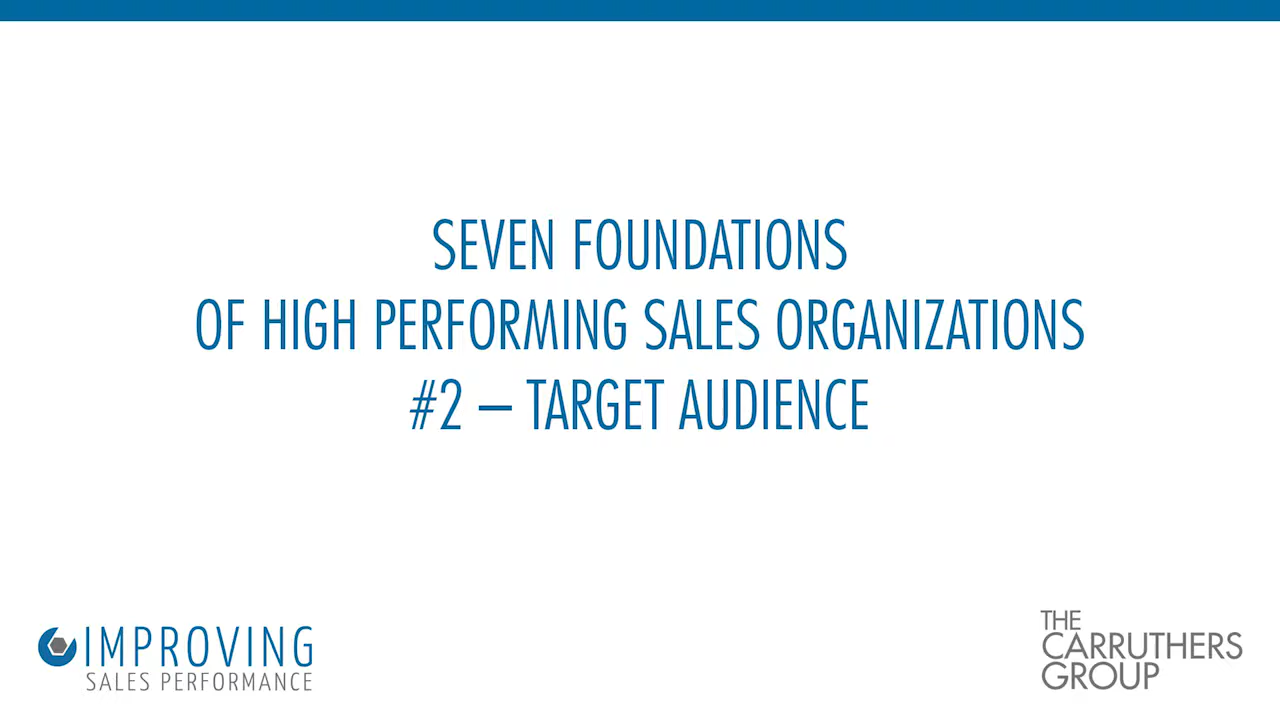 SEVEN FOUNDATIONS
OF HIGH PERFORMING SALES ORGANIZATIONS
#2 – TARGET AUDIENCE
IMPROVING
SALES PERFORMANCE
THE
CARRUTHERS
GROUP